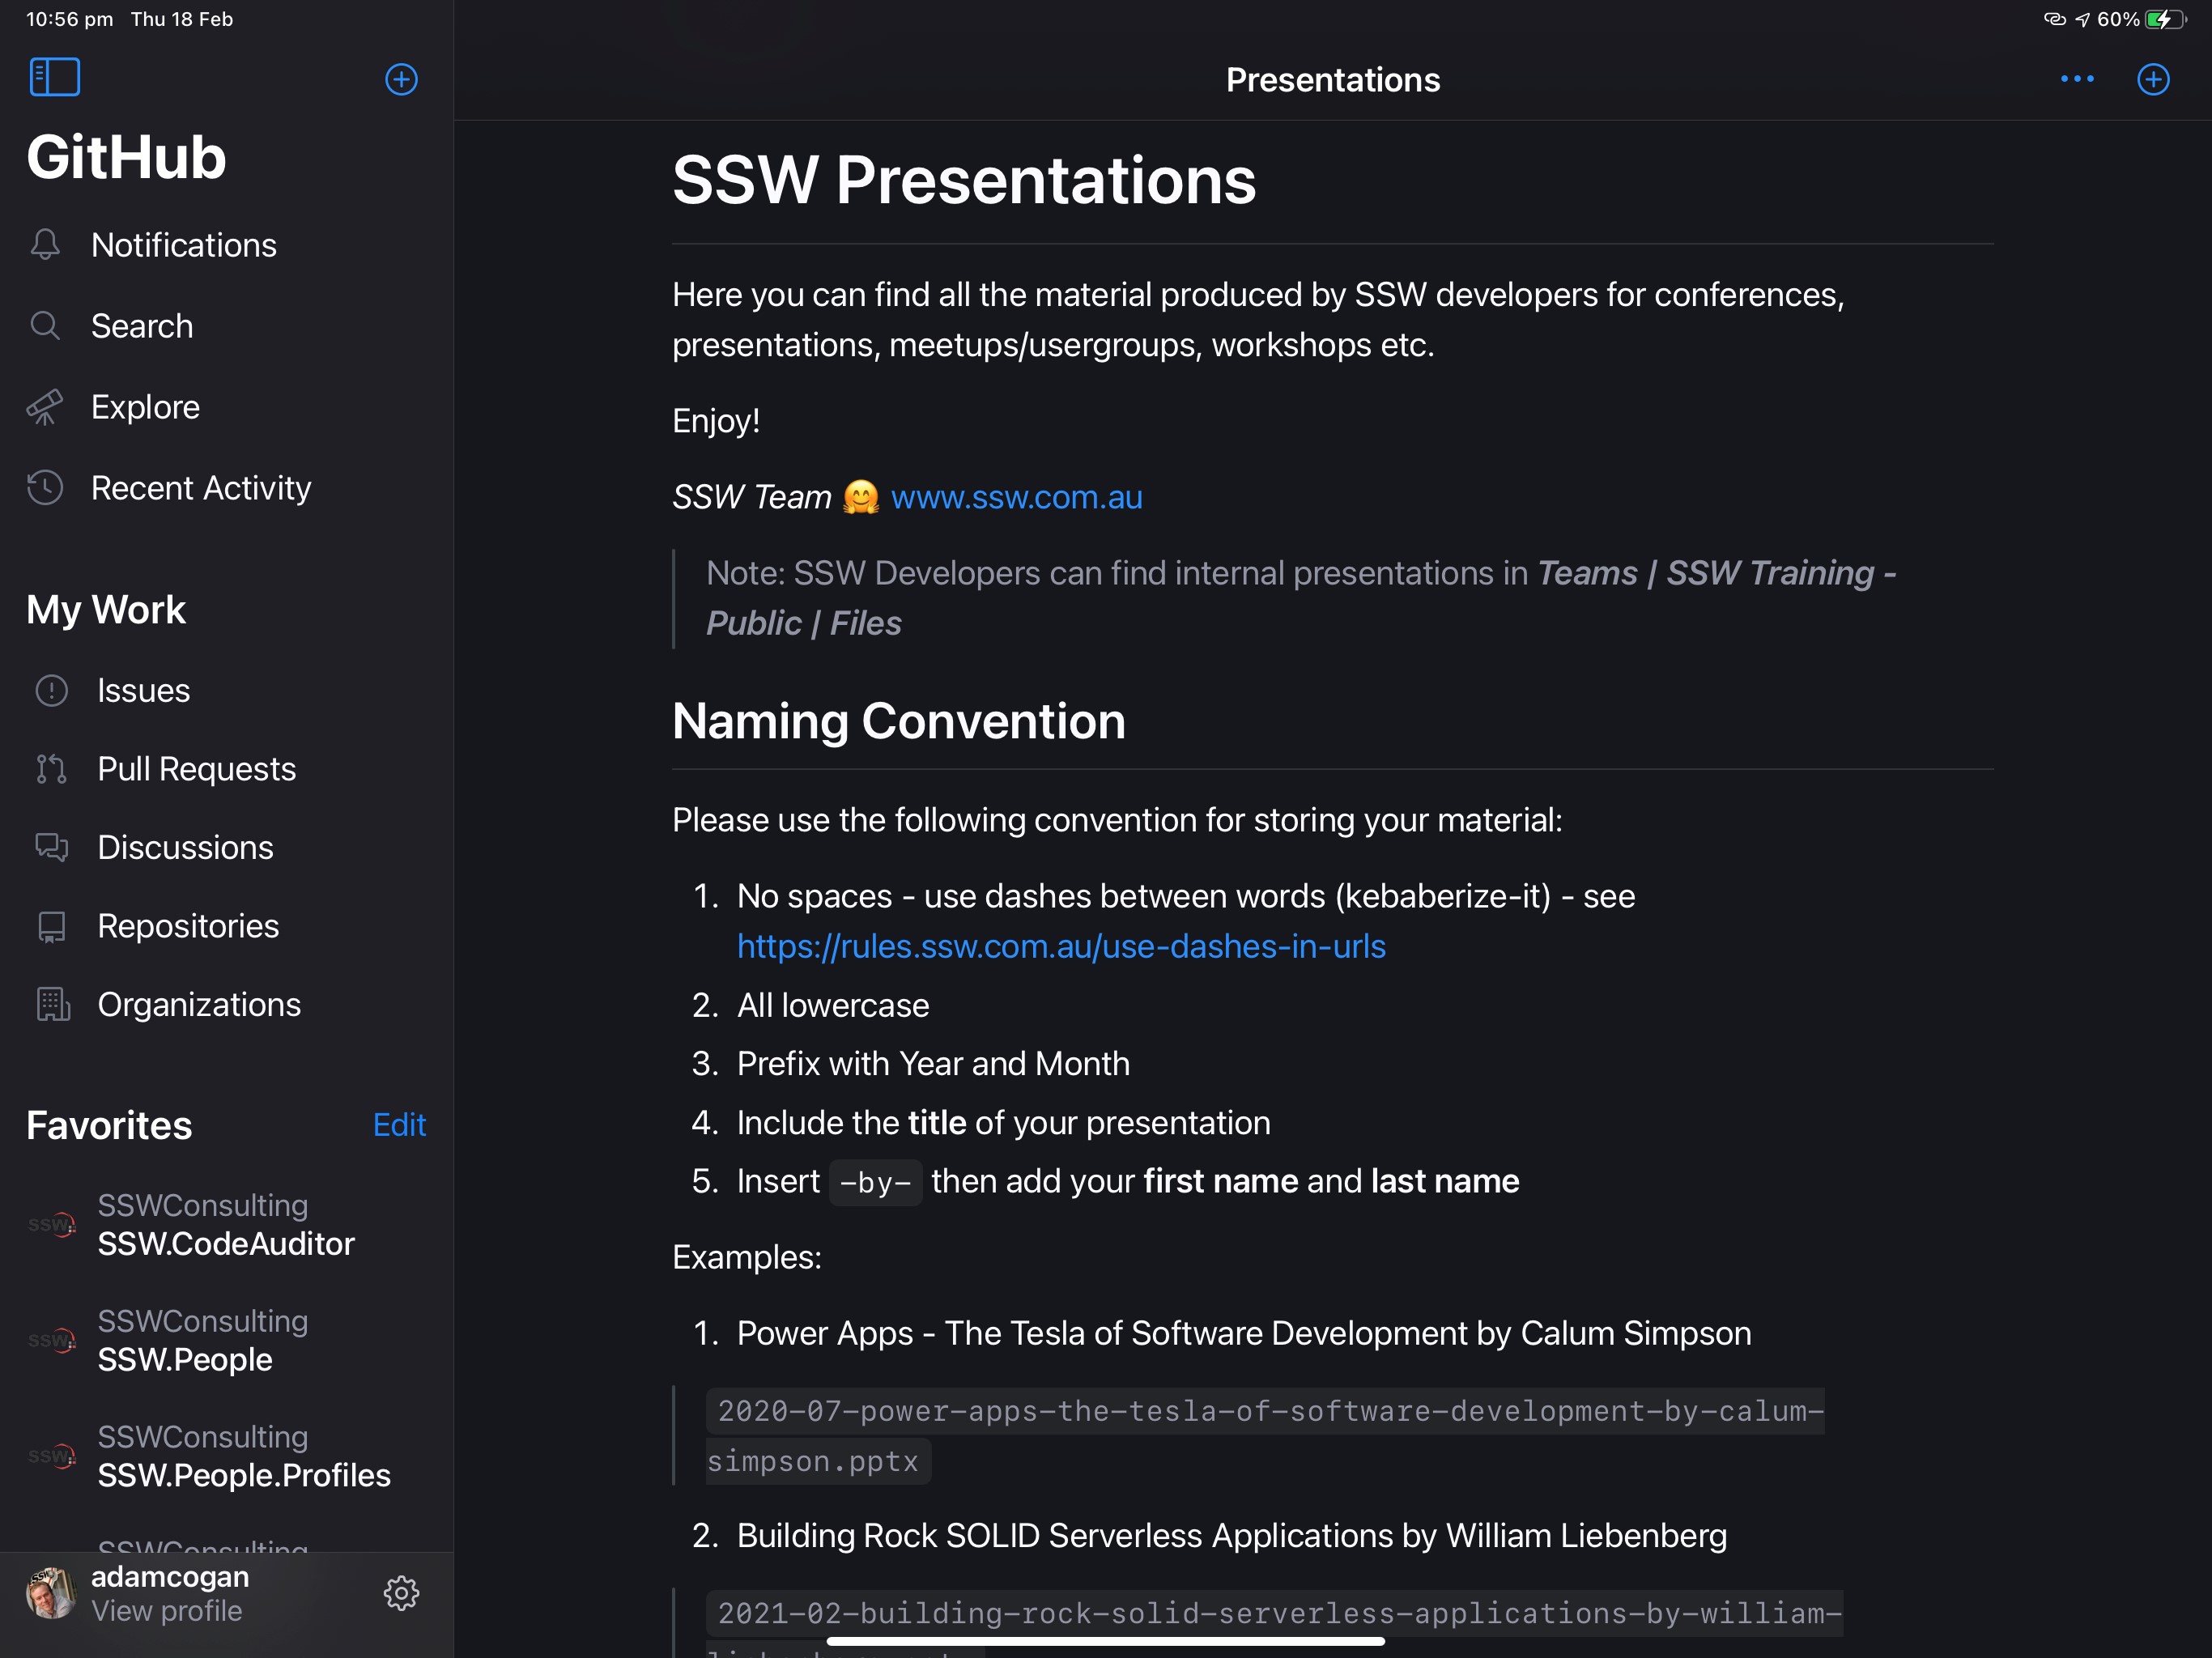 10:56 pm Thu 18 Feb
60%
GitHub
Notifications
Search
Explore
Recent Activity
My Work
Issues
Pull Requests
Discussions
Repositories
Organizations
Favorites Edit
SSWConsulting
SSW.CodeAuditor
SSWConsulting
SSW.People
SSWConsulting
SSW.People.Profiles
SSWConsulting
adamcogan
View profile
Presentations
SSW Presentations
Here you can find all the material produced by SSW developers for conferences,
presentations, meetups/usergroups, workshops etc.
Enjoy!
SSW Team 🤗 www.ssw.com.au
Note: SSW Developers can find internal presentations in Teams | SSW Training -
Public | Files
Naming Convention
Please use the following convention for storing your material:
1. No spaces - use dashes between words (kebaberize-it) - see
https://rules.ssw.com.au/use-dashes-in-urls
2. All lowercase
3. Prefix with Year and Month
4. Include the title of your presentation
5. Insert -by- then add your first name and last name
Examples:
1. Power Apps - The Tesla of Software Development by Calum Simpson
2020-07-power-apps-the-tesla-of-software-development-by-calum-
simpson.pptx
2. Building Rock SOLID Serverless Applications by William Liebenberg
2021-02-building-rock-solid-serverless-applications-by-william-